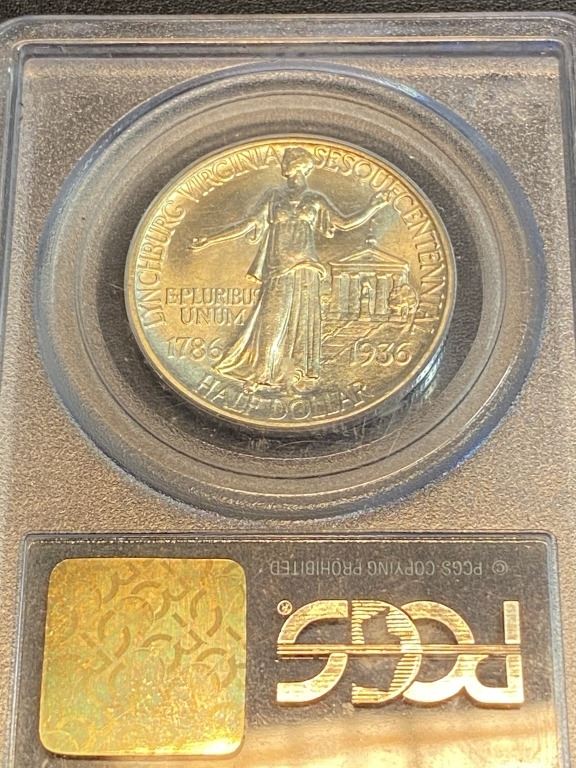 LYNCHBURG VIRGINIA SESQUICENTENNIAL
E·PLURIBUS
UNUM
1786 1936
HALF DOLLAR
© PCGS COPYING PROHIBITED
PCGS